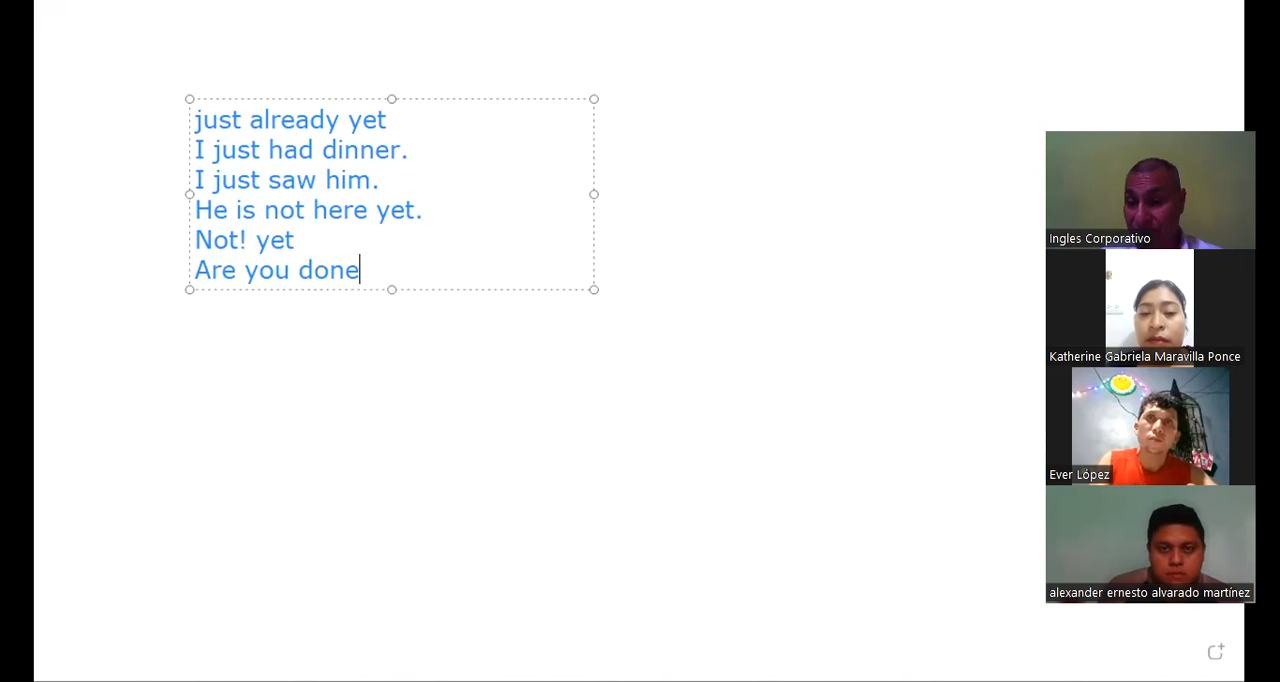 just already yet
I just had dinner.
I just saw him.
He is not here yet.
Not! yet
Are you done
Ingles Corporativo
Katherine Gabriela Maravilla Ponce
Ever López
alexander ernesto alvarado martínez